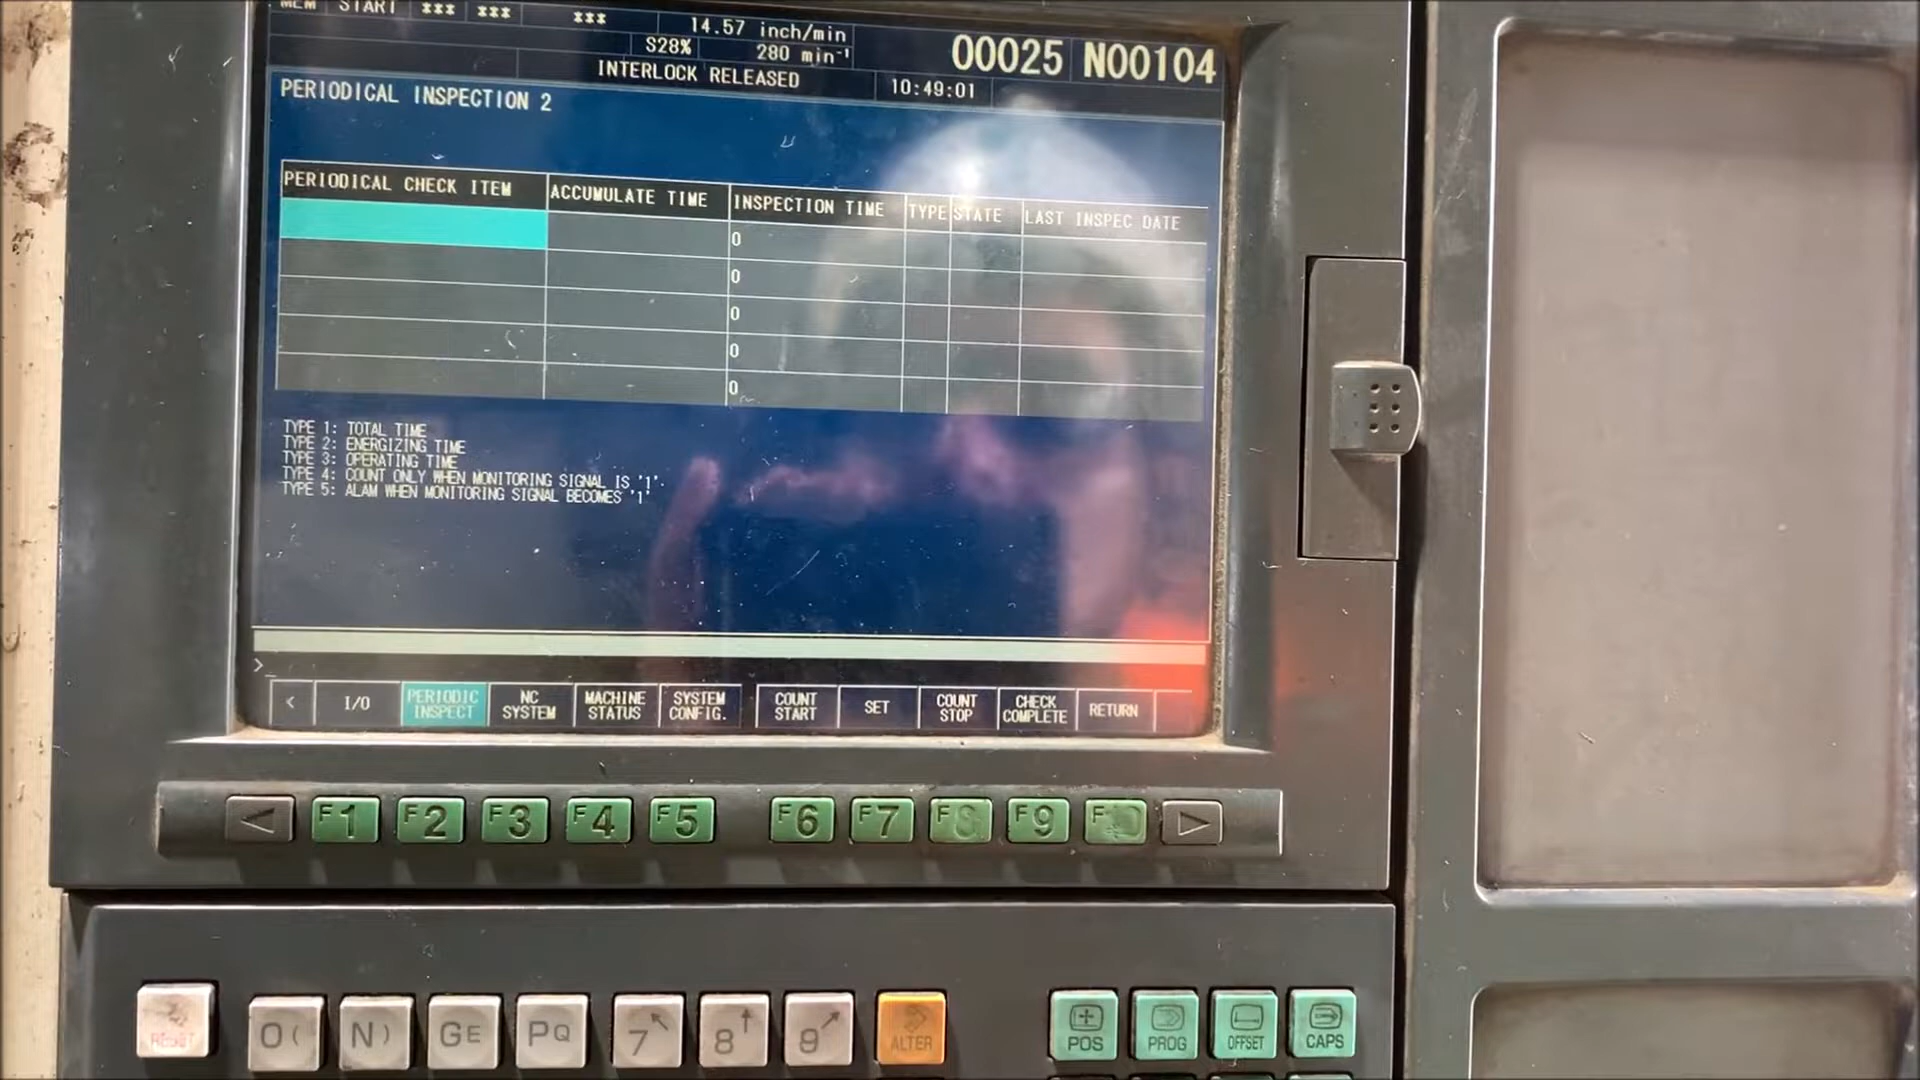 MEM START *** *** *** 14.57 inch/min
S28% 280 min⁻¹ O0025 N00104
INTERLOCK RELEASED 10:49:01
PERIODICAL INSPECTION 2
PERIODICAL CHECK ITEM ACCUMULATE TIME INSPECTION TIME TYPE STATE LAST INSPEC DATE
0
0
0
0
0
TYPE 1: TOTAL TIME
TYPE 2: ENERGIZING TIME
TYPE 3: OPERATING TIME
TYPE 4: COUNT ONLY WHEN MONITORING SIGNAL IS '1'.
TYPE 5: ALAM WHEN MONITORING SIGNAL BECOMES '1'
>_
< I/O PERIODIC INSPECT NC SYSTEM MACHINE STATUS SYSTEM CONFIG. COUNT START SET COUNT STOP CHECK COMPLETE RETURN
F1 F2 F3 F4 F5 F6 F7 F8 F9 F
RESET O( N) GE PQ 7 8 9 ALTER POS PROG OFFSET CAPS